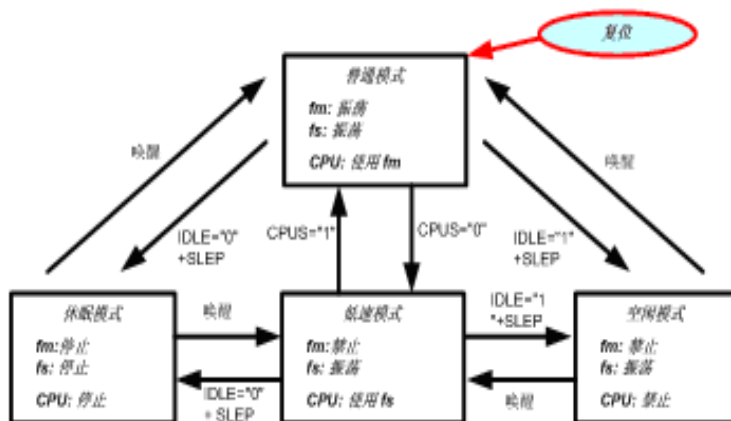 复位
普通模式
fm: 振荡
fs: 振荡
CPU: 使用 fm
唤醒
唤醒
IDLE="0"
+SLEP
CPUS="1"
CPUS="0"
IDLE="1"
+SLEP
休眠模式
fm:停止
fs: 停止
CPU: 停止
唤醒
IDLE="0"
+ SLEP
低速模式
fm:禁止
fs: 振荡
CPU: 使用 fs
IDLE="1
"+SLEP
唤醒
空闲模式
fm: 禁止
fs: 振荡
CPU: 禁止